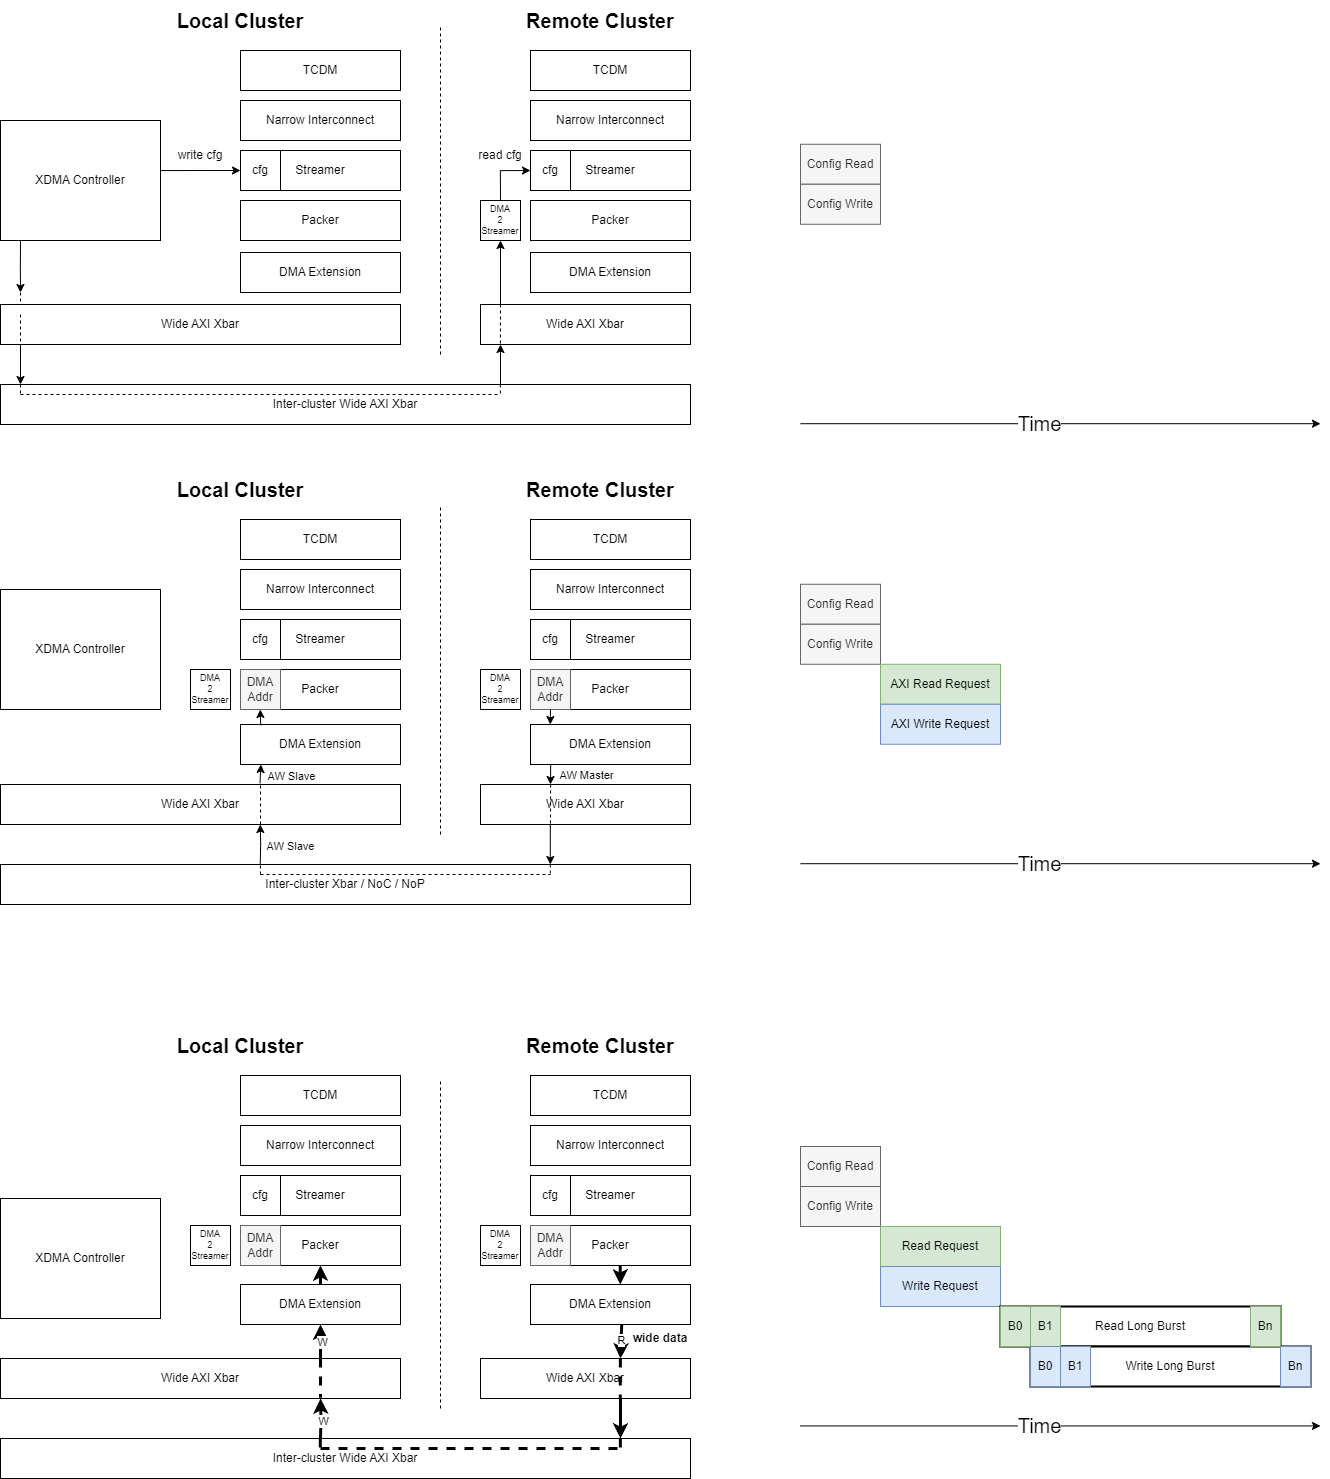 Local Cluster
Remote Cluster
TCDM
TCDM
Narrow Interconnect
Narrow Interconnect
XDMA Controller
write cfg
cfg
Streamer
read cfg
cfg
Streamer
Config Read
Config Write
Packer
DMA
2
Streamer
Packer
DMA Extension
DMA Extension
Wide AXI Xbar
Wide AXI Xbar
Inter-cluster Wide AXI Xbar
Time
Local Cluster
Remote Cluster
TCDM
TCDM
Narrow Interconnect
Narrow Interconnect
XDMA Controller
cfg
Streamer
cfg
Streamer
Config Read
Config Write
DMA
2
Streamer
DMA
Addr
Packer
DMA
2
Streamer
DMA
Addr
Packer
AXI Read Request
AXI Write Request
DMA Extension
DMA Extension
AW Slave
AW Master
Wide AXI Xbar
Wide AXI Xbar
AW Slave
Inter-cluster Xbar / NoC / NoP
Time
Local Cluster
Remote Cluster
TCDM
TCDM
Narrow Interconnect
Narrow Interconnect
XDMA Controller
cfg
Streamer
cfg
Streamer
Config Read
Config Write
DMA
2
Streamer
DMA
Addr
Packer
DMA
2
Streamer
DMA
Addr
Packer
Read Request
Write Request
DMA Extension
DMA Extension
B0
B1
Read Long Burst
Bn
W
R
wide data
B0
B1
Write Long Burst
Bn
Wide AXI Xbar
Wide AXI Xbar
W
Inter-cluster Wide AXI Xbar
Time